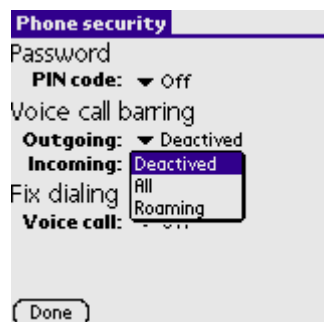 Phone security
Password
PIN code: Off
Voice call barring
Outgoing: Deactived
Incoming: Deactived
All
Fix dialing
Roaming
Voice call:
Done